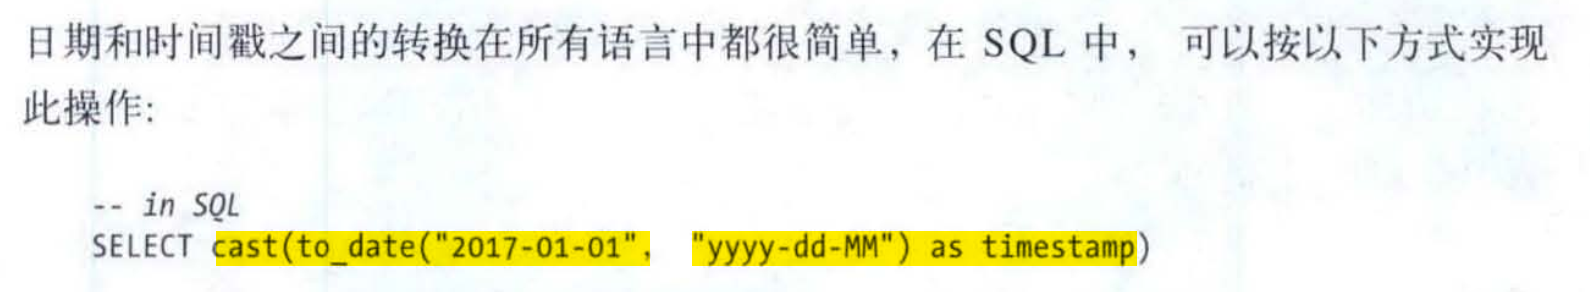 日期和时间戳之间的转换在所有语言中都很简单，在 SQL 中， 可以按以下方式实现
此操作:
-- in SQL
SELECT cast(to_date("2017-01-01", "yyyy-dd-MM") as timestamp)